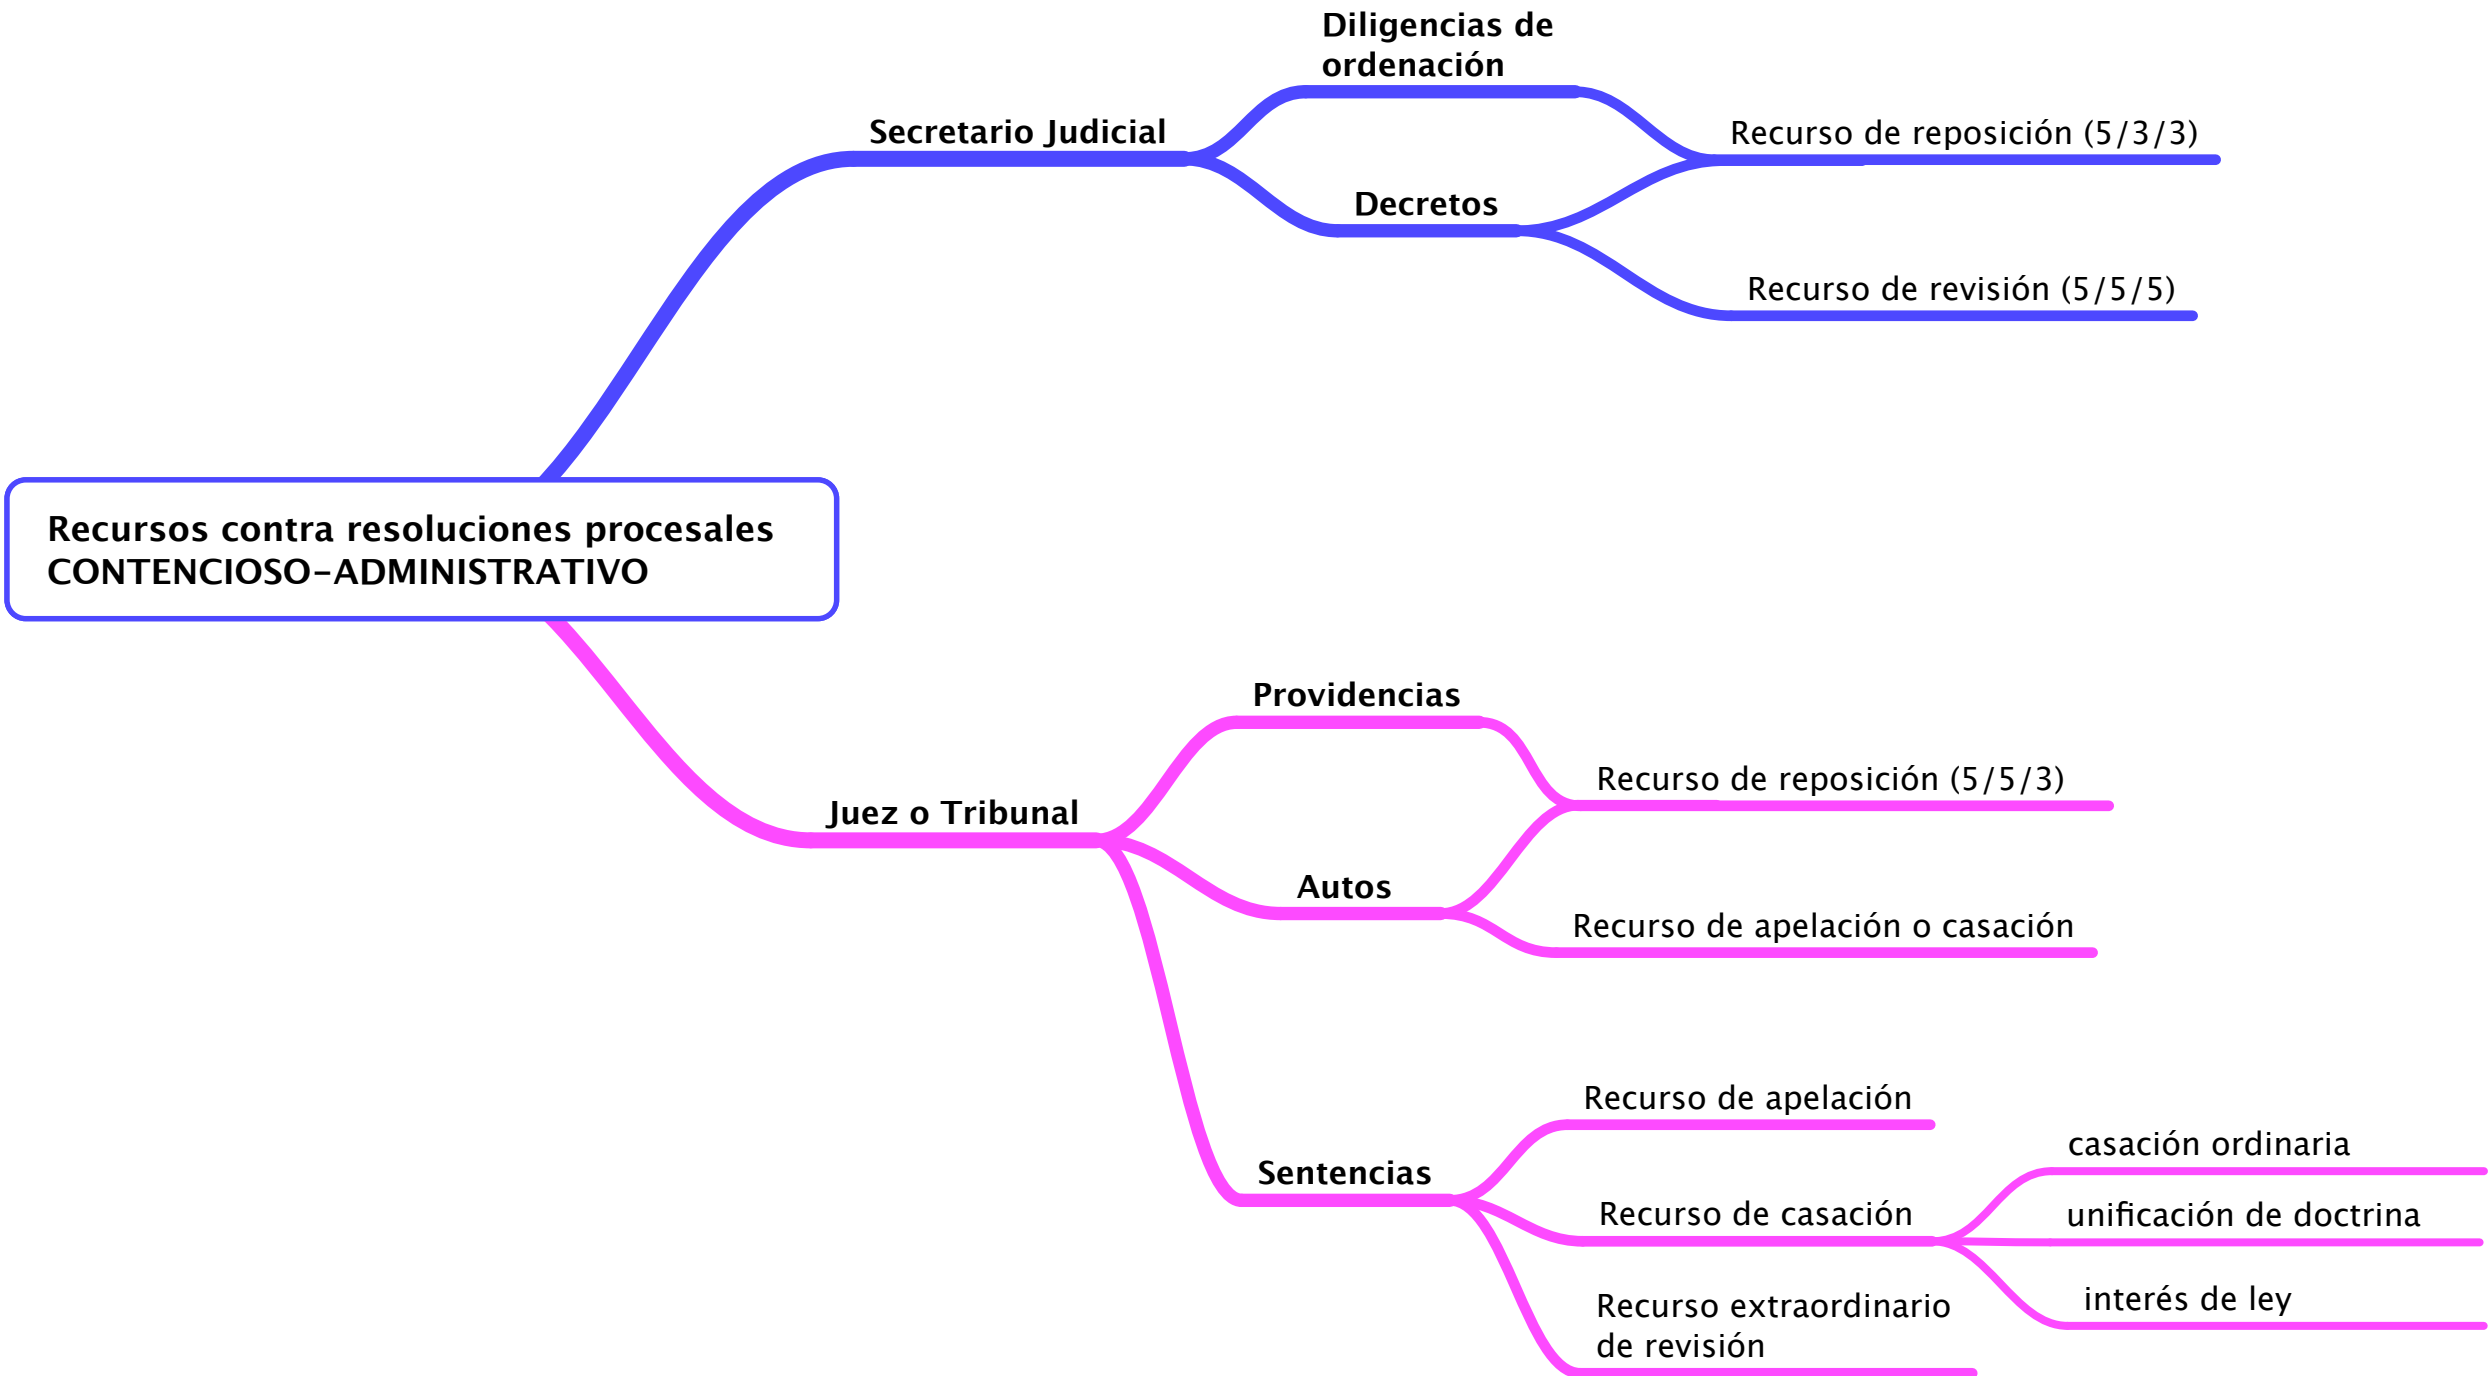 Diligencias de
ordenación
Secretario Judicial
Recurso de reposición (5/3/3)
Decretos
Recurso de revisión (5/5/5)
Recursos contra resoluciones procesales
CONTENCIOSO-ADMINISTRATIVO
Providencias
Recurso de reposición (5/5/3)
Juez o Tribunal
Autos
Recurso de apelación o casación
Recurso de apelación
casación ordinaria
Sentencias
Recurso de casación
unificación de doctrina
interés de ley
Recurso extraordinario
de revisión